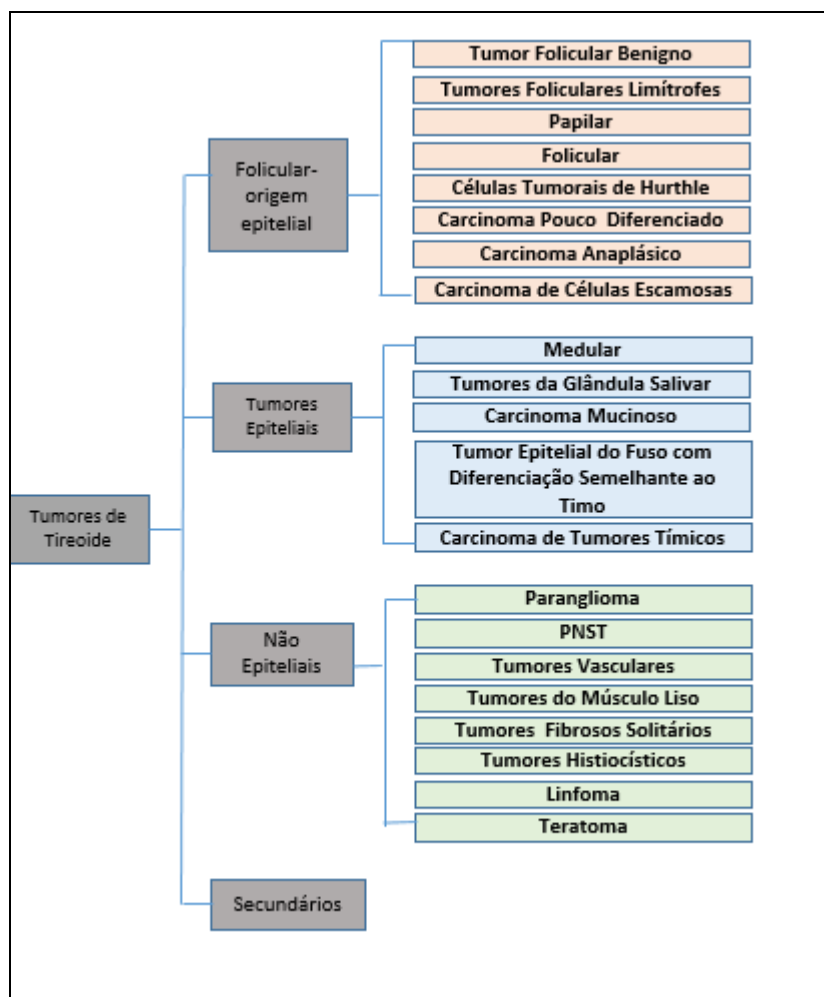 Tumores de
Tireoide
Folicular-
origem
epitelial
Tumor Folicular Benigno
Tumores Foliculares Limítrofes
Papilar
Folicular
Células Tumorais de Hurthle
Carcinoma Pouco Diferenciado
Carcinoma Anaplásico
Carcinoma de Células Escamosas
Tumores
Epiteliais
Medular
Tumores da Glândula Salivar
Carcinoma Mucinoso
Tumor Epitelial do Fuso com
Diferenciação Semelhante ao
Timo
Carcinoma de Tumores Tímicos
Não
Epiteliais
Paranglioma
PNST
Tumores Vasculares
Tumores do Músculo Liso
Tumores Fibrosos Solitários
Tumores Histiocísticos
Linfoma
Teratoma
Secundários